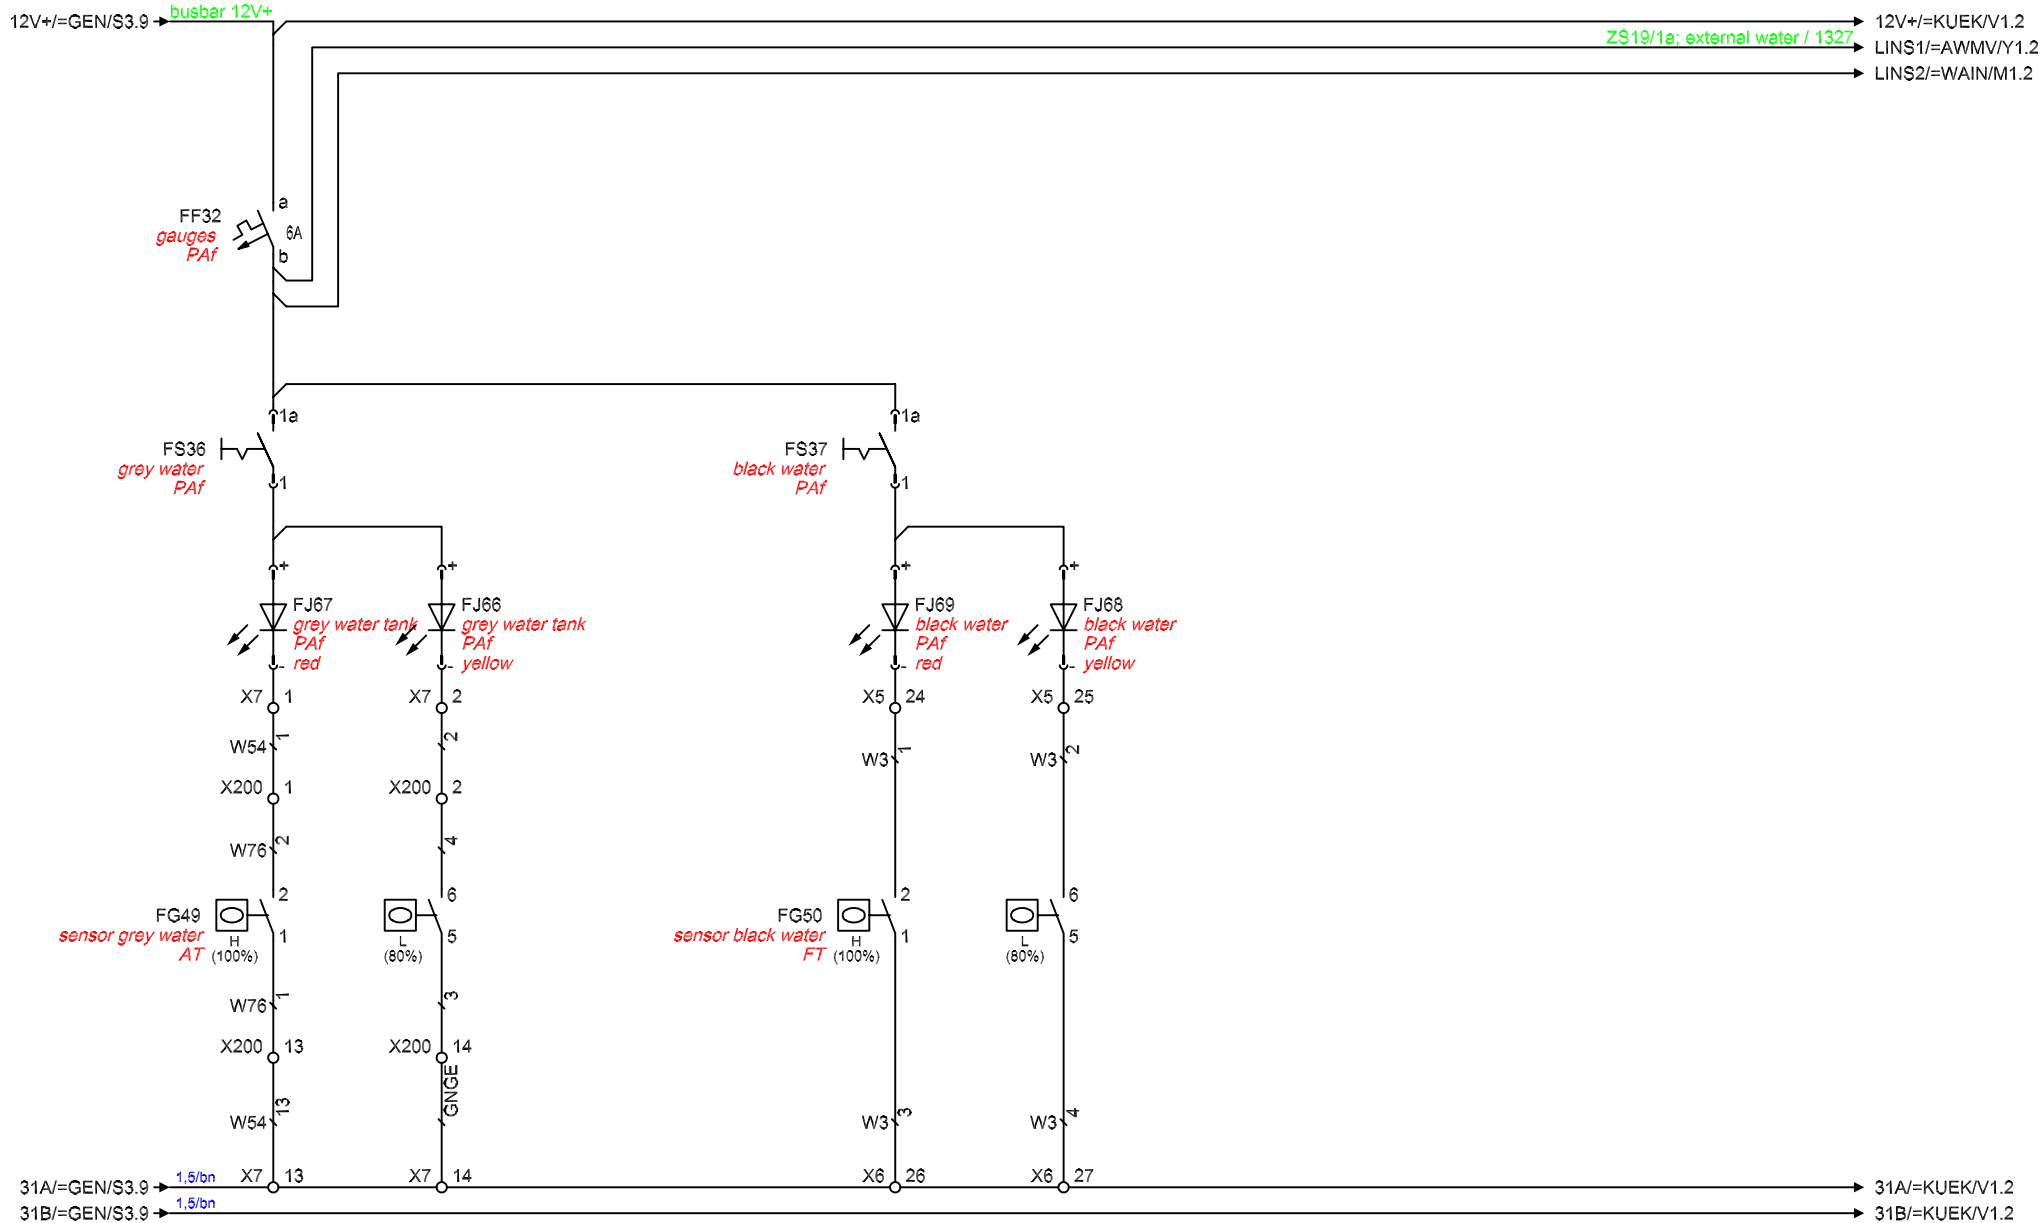 12V+/=GEN/S3.9
busbar 12V+
12V+/=KUEK/V1.2
ZS19/1a; external water / 1327
LINS1/=AWMV/Y1.2
LINS2/=WAIN/M1.2
a
FF32
gauges
PAf
6A
b
1a
FS36
grey water
PAf
1
1a
FS37
black water
PAf
1
+
FJ67
grey water tank
PAf
red
-
+
FJ66
grey water tank
PAf
yellow
-
+
FJ69
black water
PAf
red
-
+
FJ68
black water
PAf
yellow
-
X7 1
X7 2
X5 24
X5 25
W54 1
2
W3 1
W3 2
X200 1
X200 2
W76 2
4
2
FG49
sensor grey water
AT
H
(100%)
1
6
L
(80%)
5
2
FG50
sensor black water
FT
H
(100%)
1
6
L
(80%)
5
W76 1
3
X200 13
X200 14
GNGE
W54 13
W3 3
W3 4
31A/=GEN/S3.9
1,5/bn
X7 13
X7 14
X6 26
X6 27
31A/=KUEK/V1.2
31B/=GEN/S3.9
1,5/bn
31B/=KUEK/V1.2